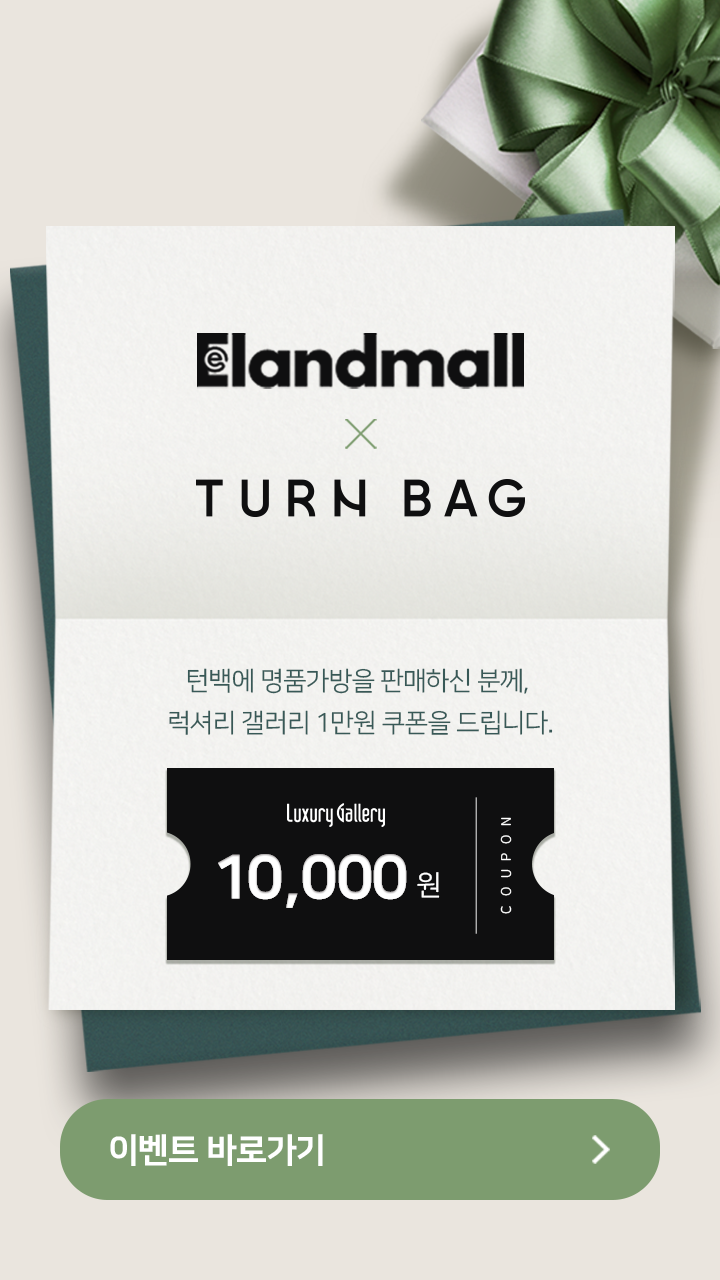 Elandmall
×
TURN BAG
턴백에 명품가방을 판매하신 분께,
럭셔리 갤러리 1만원 쿠폰을 드립니다.
Luxury Gallery
10,000 원
COUPON
이벤트 바로가기